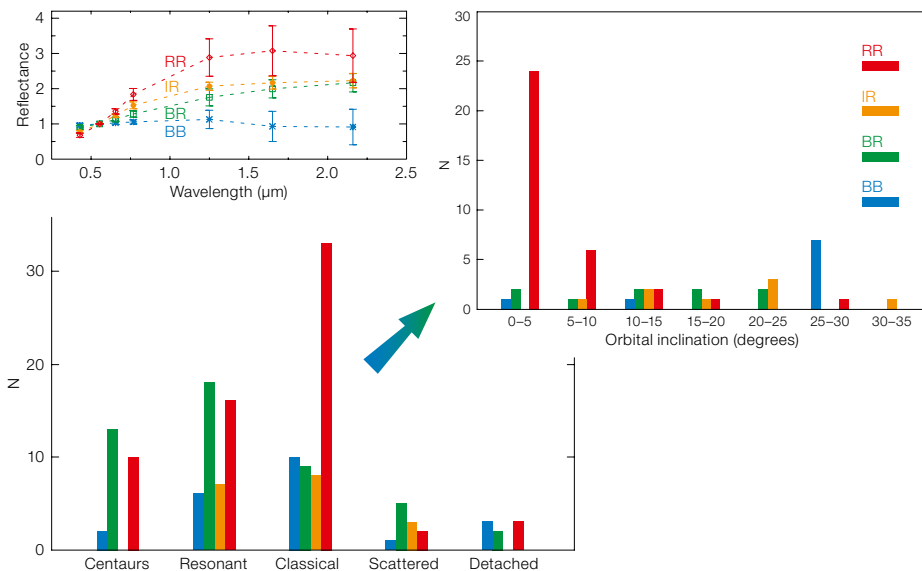 4
3
2
1
0
Reflectance
RR
IR
BR
BB
0.5 1.0 1.5 2.0 2.5
Wavelength (µm)
30
25
20
15
10
5
0
N
RR
IR
BR
BB
0–5 5–10 10–15 15–20 20–25 25–30 30–35
Orbital inclination (degrees)
30
20
10
0
N
Centaurs Resonant Classical Scattered Detached